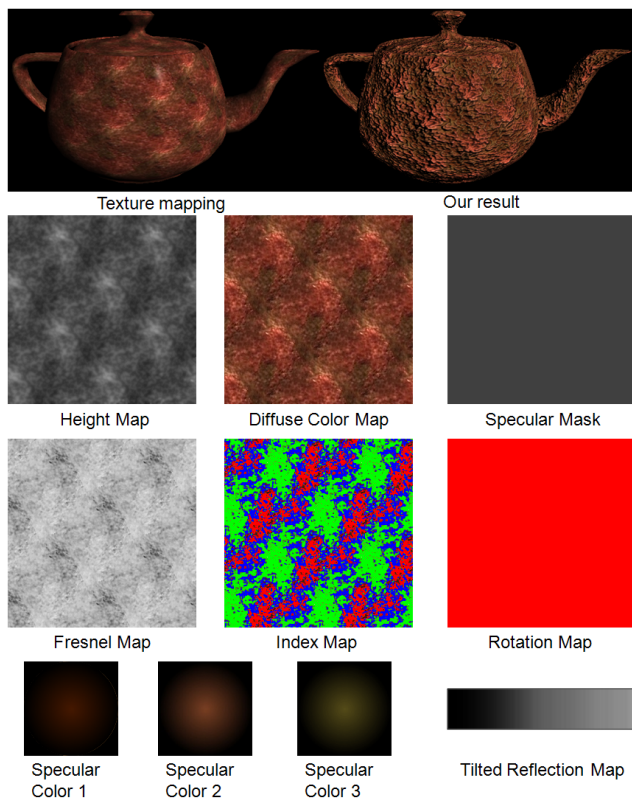 Texture mapping
Our result
Height Map
Diffuse Color Map
Specular Mask
Fresnel Map
Index Map
Rotation Map
Specular
Color 1
Specular
Color 2
Specular
Color 3
Tilted Reflection Map